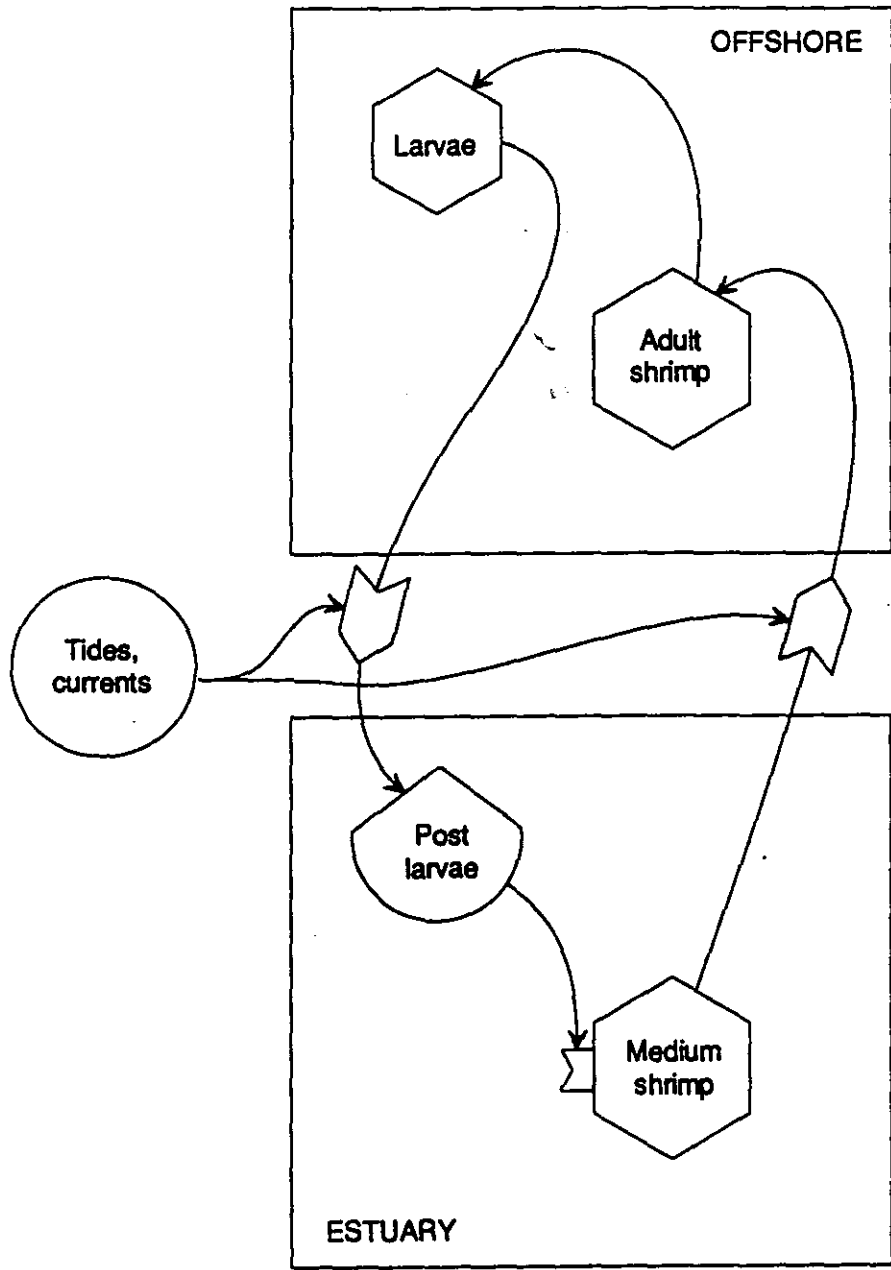 OFFSHORE
Larvae
Adult
shrimp
Tides,
currents
Post
larvae
Medium
shrimp
ESTUARY